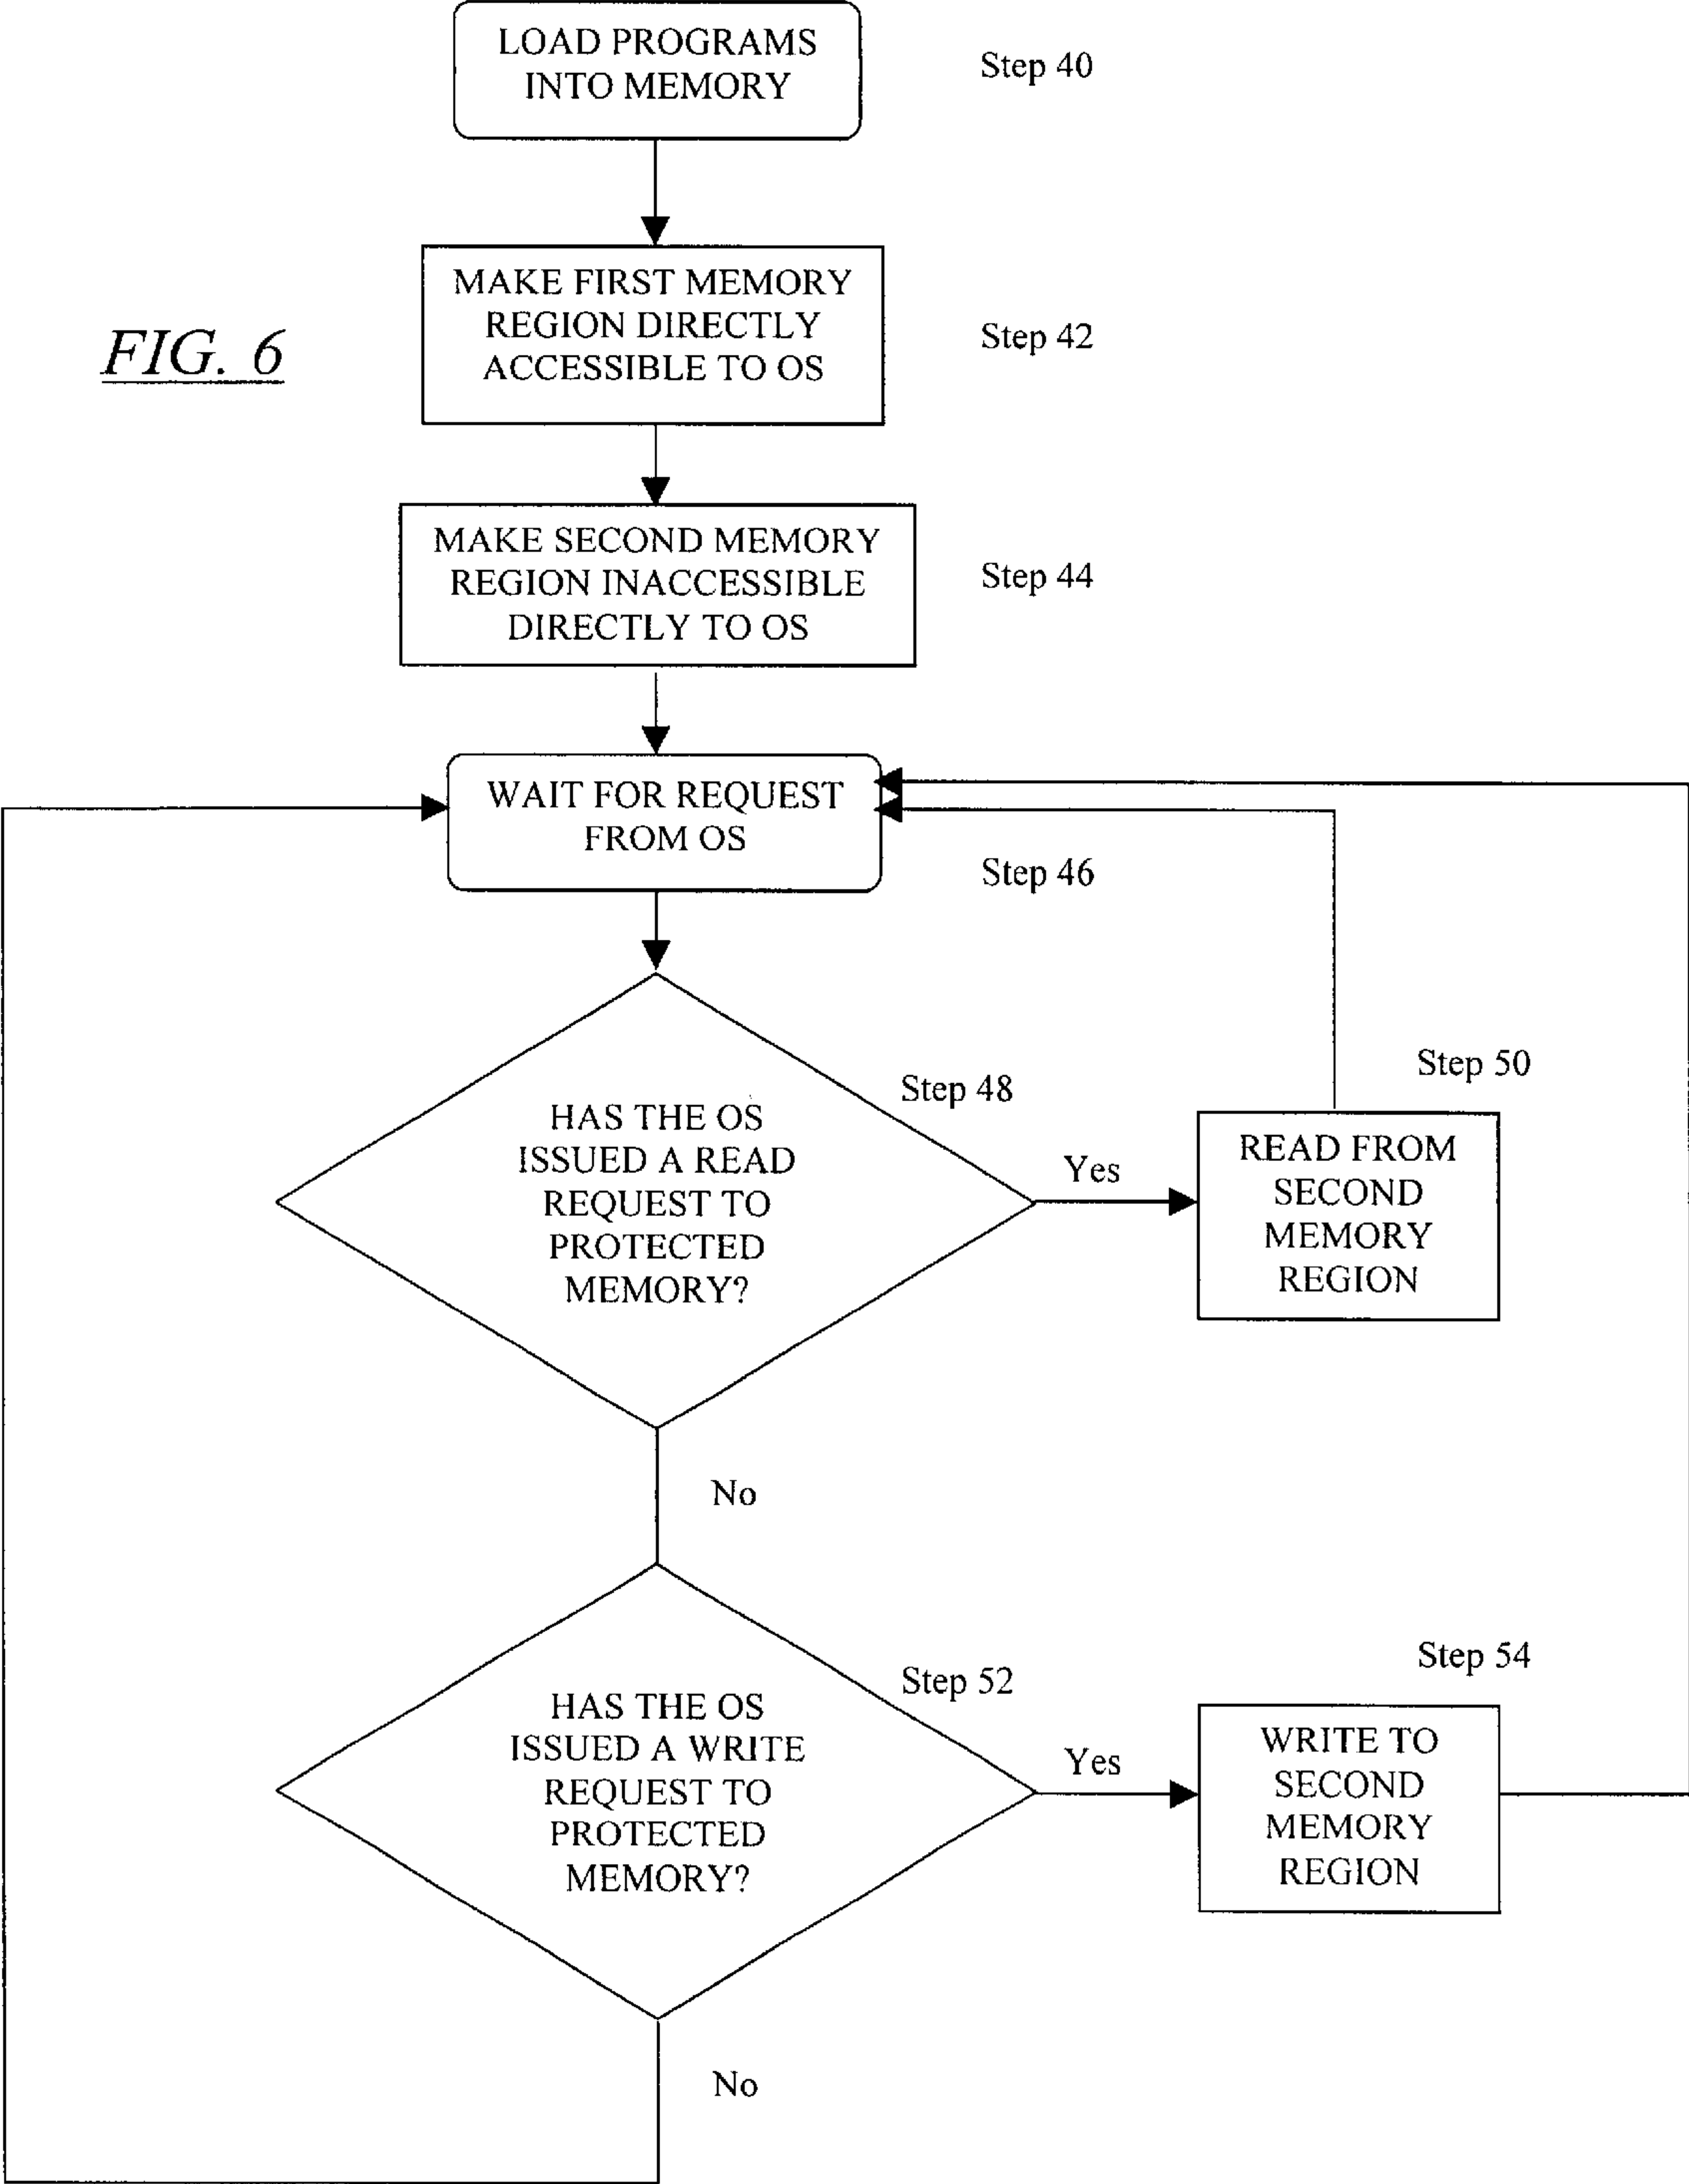 LOAD PROGRAMS
INTO MEMORY
Step 40
MAKE FIRST MEMORY
REGION DIRECTLY
ACCESSIBLE TO OS
Step 42
FIG. 6
MAKE SECOND MEMORY
REGION INACCESSIBLE
DIRECTLY TO OS
Step 44
WAIT FOR REQUEST
FROM OS
Step 46
HAS THE OS
ISSUED A READ
REQUEST TO
PROTECTED
MEMORY?
Step 48
Yes
Step 50
READ FROM
SECOND
MEMORY
REGION
No
HAS THE OS
ISSUED A WRITE
REQUEST TO
PROTECTED
MEMORY?
Step 52
Yes
Step 54
WRITE TO
SECOND
MEMORY
REGION
No